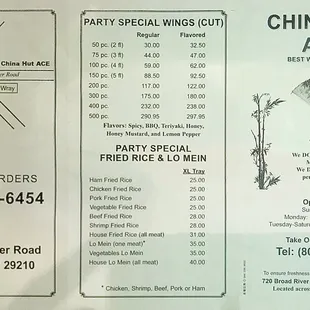 China Hut ACE
er Road
Wray
RDERS
-6454
er Road
29210
PARTY SPECIAL WINGS (CUT)
Regular Flavored
50 pc. (2 fl) 30.00 32.50
75 pc. (3 fl) 44.00 47.00
100 pc. (4 fl) 59.00 62.00
150 pc. (5 fl) 88.50 92.50
200 pc. 117.00 122.00
300 pc. 175.00 180.00
400 pc. 232.00 238.00
500 pc. 290.95 297.95
Flavors: Spicy, BBQ, Teriyaki, Honey,
Honey Mustard, and Lemon Pepper
PARTY SPECIAL
FRIED RICE & LO MEIN
XL Tray
Ham Fried Rice 25.00
Chicken Fried Rice 25.00
Pork Fried Rice 25.00
Vegetable Fried Rice 25.00
Beef Fried Rice 28.00
Shrimp Fried Rice 28.00
House Fried Rice (all meat) 31.00
Lo Mein (one meat)* 35.00
Vegetables Lo Mein 35.00
House Lo Mein (all meat) 40.00
* Chicken, Shrimp, Beef, Pork or Ham
CHIN
A
BEST W
We DO
A
We D
Op
Su
Monday:
Tuesday-Satur
Take O
Tel: (80
To ensure freshness
720 Broad River
Located across